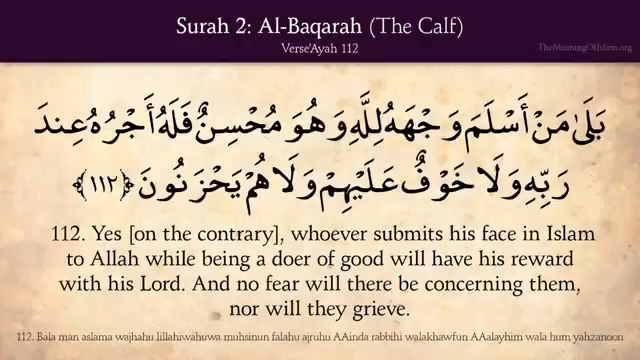 Surah 2: Al-Baqarah (The Calf)
Verse'Ayah 112
TheMeaningOfIslam.org
بَلَىٰ مَنْ أَسْلَمَ وَجْهَهُ لِلَّهِ وَهُوَ مُحْسِنٌ فَلَهُ أَجْرُهُ عِندَ
رَبِّهِ وَلَا خَوْفٌ عَلَيْهِمْ وَلَا هُمْ يَحْزَنُونَ ﴿١١٢﴾
112. Yes [on the contrary], whoever submits his face in Islam
to Allah while being a doer of good will have his reward
with his Lord. And no fear will there be concerning them,
nor will they grieve.
112. Bala man aslama wajhahu lillahiwahuwa muhsinun falahu ajruhu AAinda rabbihi walakhawfun AAalayhim wala hum yahzanoon